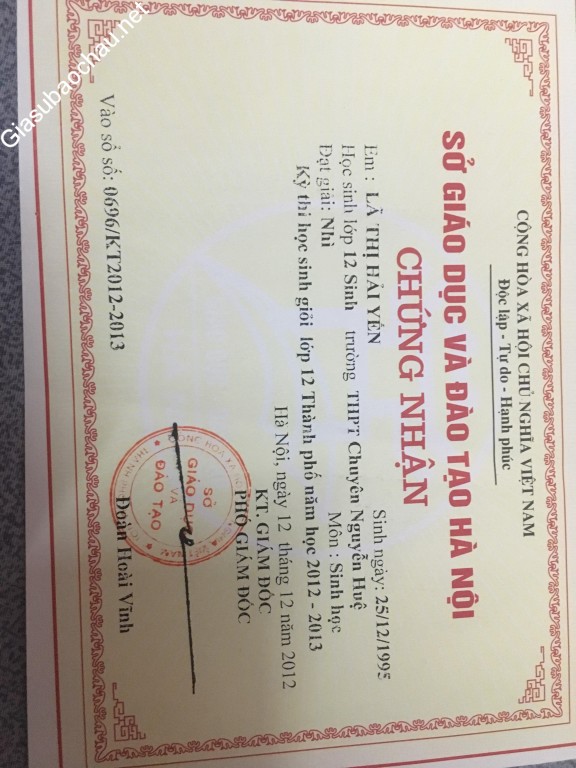 CỘNG HÒA XÃ HỘI CHỦ NGHĨA VIỆT NAM
Độc lập - Tự do - Hạnh phúc
SỞ GIÁO DỤC VÀ ĐÀO TẠO HÀ NỘI
CHỨNG NHẬN
Em : LÃ THỊ HẢI YẾN Sinh ngày: 25/12/1995
Học sinh lớp 12 Sinh trường THPT Chuyên Nguyễn Huệ
Đạt giải: Nhì Môn : Sinh học
Kỳ thi học sinh giỏi lớp 12 Thành phố năm học 2012 - 2013
Hà Nội, ngày 12 tháng 12 năm 2012
KT. GIÁM ĐỐC
PHÓ GIÁM ĐỐC
SỞ
GIÁO DỤC
VÀ
ĐÀO TẠO
Đoàn Hoài Vĩnh
Vào sổ số: 0696/KT2012-2013
Giasubaochau.net